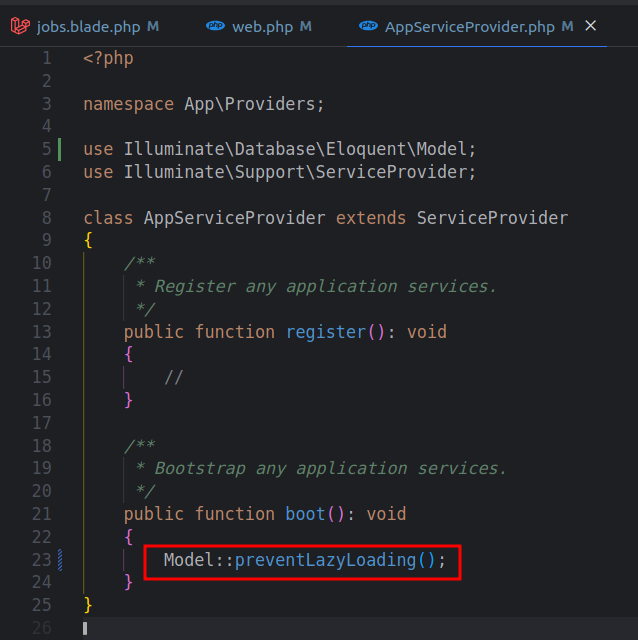 jobs.blade.php M php web.php M php AppServiceProvider.php M ×
1 <?php
2
3 namespace App\Providers;
4
5 use Illuminate\Database\Eloquent\Model;
6 use Illuminate\Support\ServiceProvider;
7
8 class AppServiceProvider extends ServiceProvider
9 {
10 /**
11 * Register any application services.
12 */
13 public function register(): void
14 {
15 //
16 }
17
18 /**
19 * Bootstrap any application services.
20 */
21 public function boot(): void
22 {
23 Model::preventLazyLoading();
24 }
25 }
26